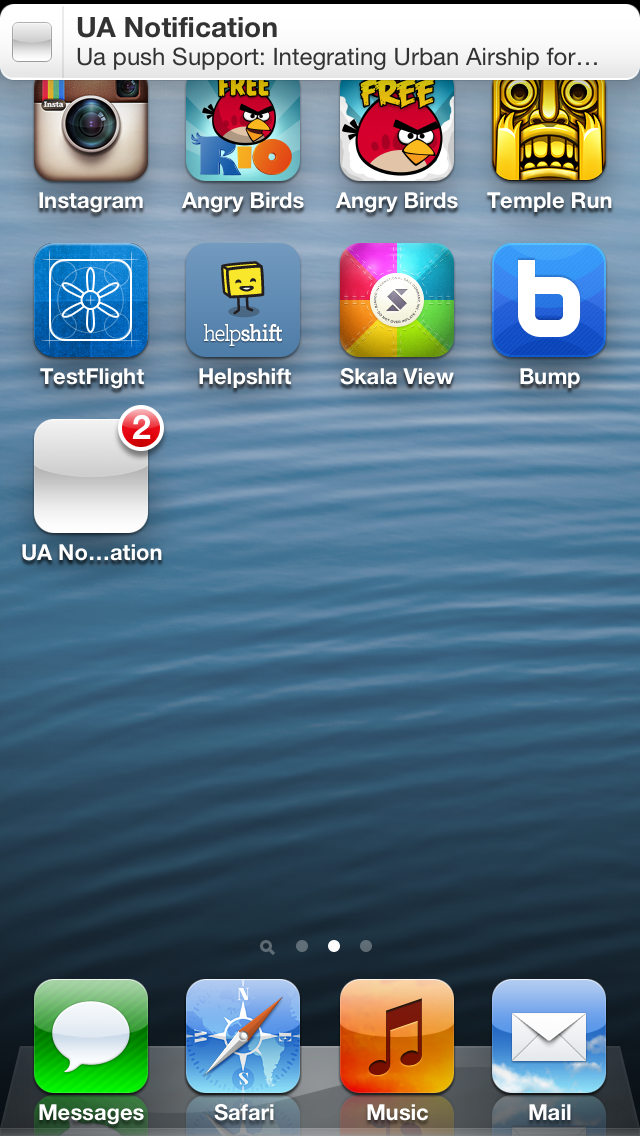 UA Notification
Ua push Support: Integrating Urban Airship for…
Insta
FREE
RIO
FREE
Instagram
Angry Birds
Angry Birds
Temple Run
helpshift
S
b
TestFlight
Helpshift
Skala View
Bump
2
UA No...ation
N
W
E
S
Messages
Safari
Music
Mail